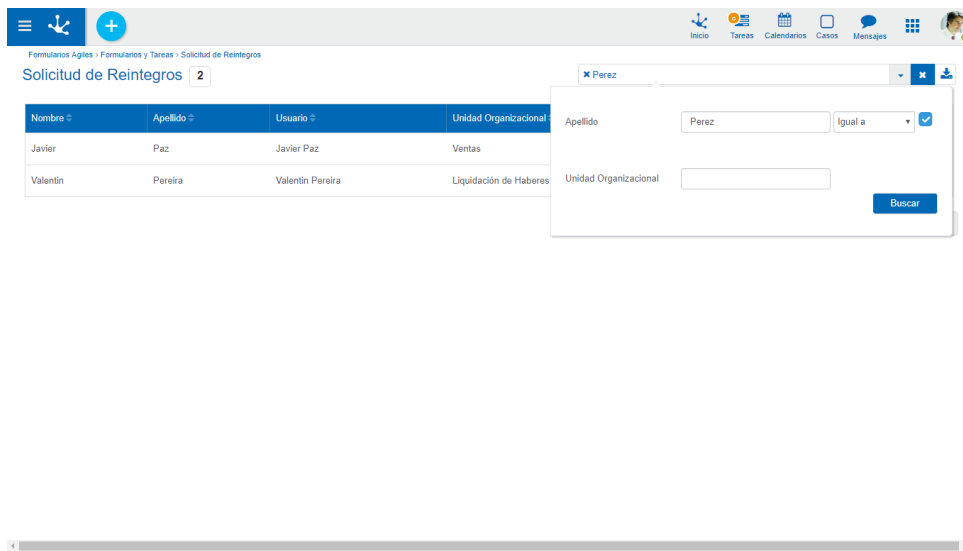 Inicio Tareas Calendarios Casos Mensajes
Formularios Agiles › Formularios y Tareas › Solicitud de Reintegros
Solicitud de Reintegros 2
✖ Perez
Nombre Apellido Usuario Unidad Organizacional
Javier Paz Javier Paz Ventas
Valentin Pereira Valentin Pereira Liquidación de Haberes
Apellido Perez Igual a
Unidad Organizacional
Buscar